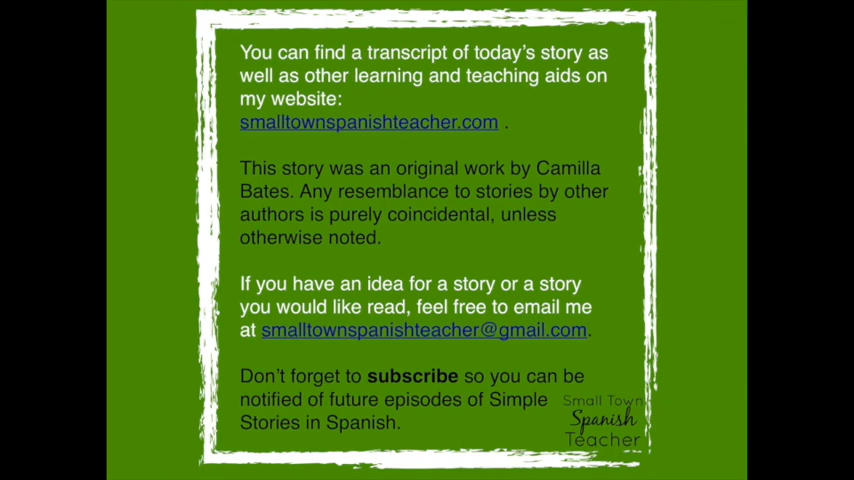 You can find a transcript of today's story as
well as other learning and teaching aids on
my website:
smalltownspanishteacher.com .
This story was an original work by Camilla
Bates. Any resemblance to stories by other
authors is purely coincidental, unless
otherwise noted.
If you have an idea for a story or a story
you would like read, feel free to email me
at smalltownspanishteacher@gmail.com.
Don't forget to subscribe so you can be
notified of future episodes of Simple
Stories in Spanish.
Small Town
Spanish
Teacher